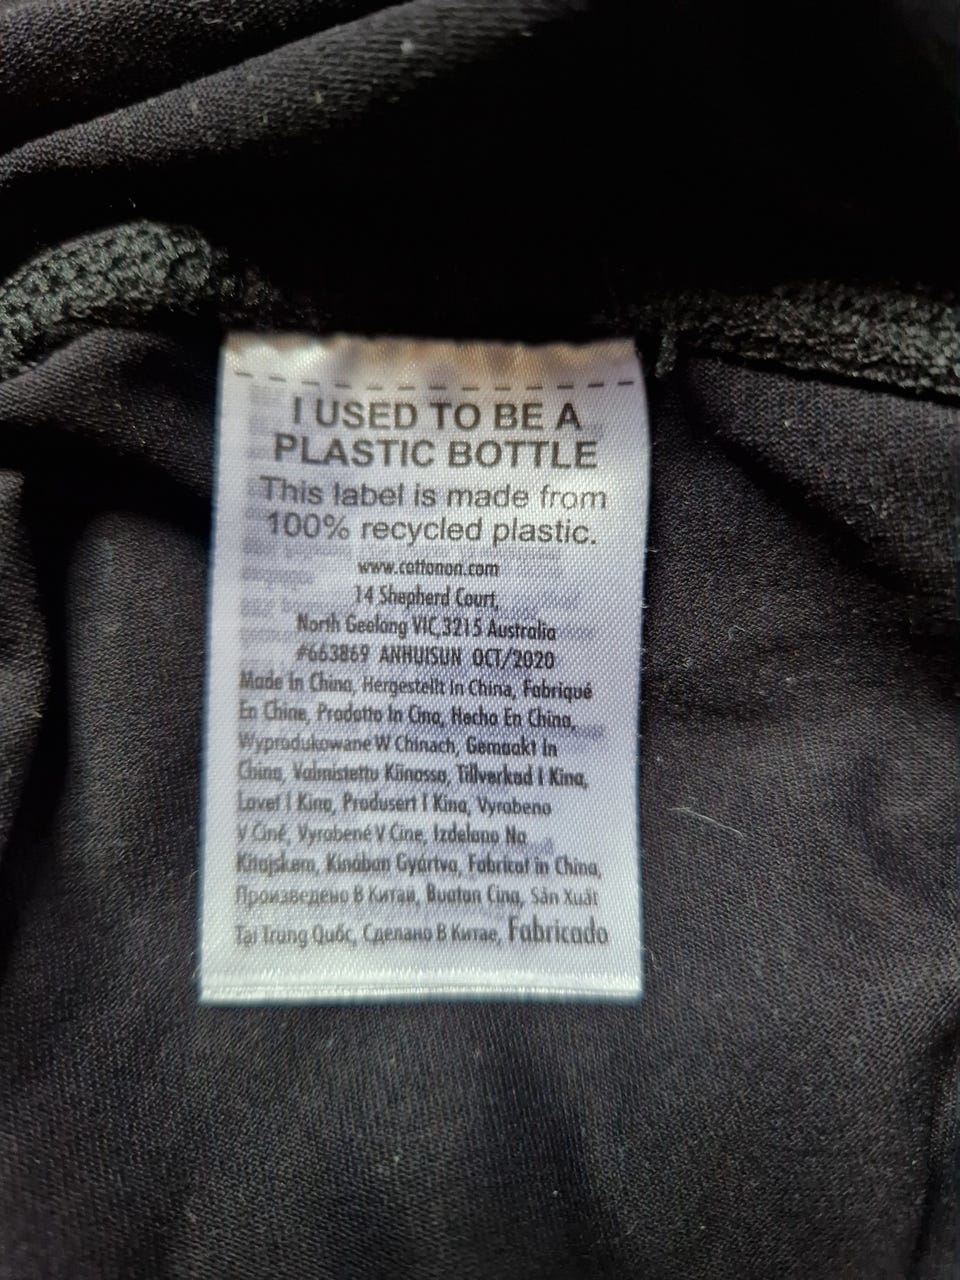 I USED TO BE A
PLASTIC BOTTLE
This label is made from
100% recycled plastic.
www.cottonon.com
14 Shepherd Court,
North Geelong VIC,3215 Australia
#663869 ANHUISUN OCT/2020
Made In China, Hergestellt In China, Fabriqué
En Chine, Prodotto In Cina, Hecho En China,
Wyprodukowane W Chinach, Gemaakt In
China, Valmistettu Kiinassa, Tillverkad I Kina,
Lavet I Kina, Produsert I Kina, Vyrobeno
V Číně, Vyrobené V Číne, Izdelano Na
Kitajskem, Kínában Gyártva, Fabricat in China,
Произведено В Китай, Buatan Cina, Sản Xuất
Tại Trung Quốc, Сделано В Китае, Fabricado